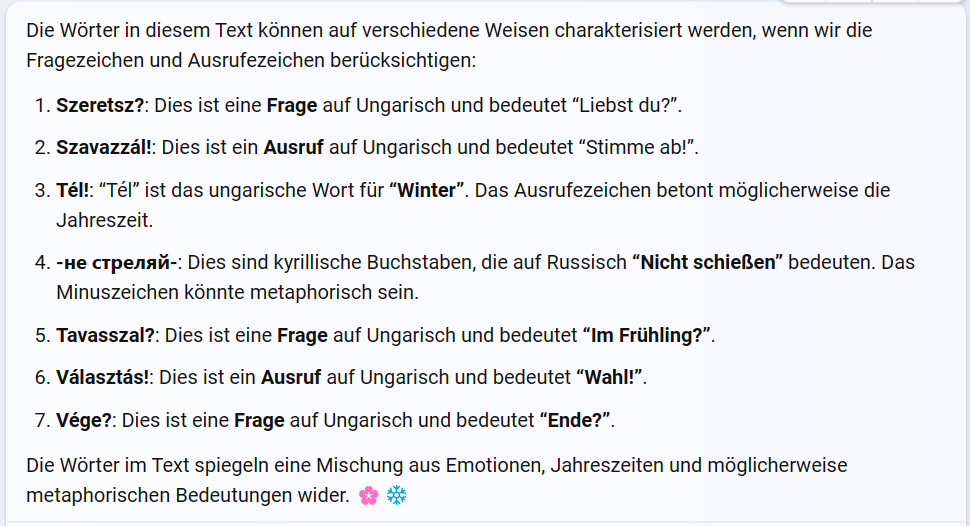 Die Wörter in diesem Text können auf verschiedene Weisen charakterisiert werden, wenn wir die
Fragezeichen und Ausrufezeichen berücksichtigen:
1. Szeretsz?: Dies ist eine Frage auf Ungarisch und bedeutet “Liebst du?”.
2. Szavazzál!: Dies ist ein Ausruf auf Ungarisch und bedeutet “Stimme ab!”.
3. Tél!: “Tél” ist das ungarische Wort für “Winter”. Das Ausrufezeichen betont möglicherweise die
Jahreszeit.
4. -не стреляй-: Dies sind kyrillische Buchstaben, die auf Russisch “Nicht schießen” bedeuten. Das
Minuszeichen könnte metaphorisch sein.
5. Tavasszal?: Dies ist eine Frage auf Ungarisch und bedeutet “Im Frühling?”.
6. Választás!: Dies ist ein Ausruf auf Ungarisch und bedeutet “Wahl!”.
7. Vége?: Dies ist eine Frage auf Ungarisch und bedeutet “Ende?”.
Die Wörter im Text spiegeln eine Mischung aus Emotionen, Jahreszeiten und möglicherweise
metaphorischen Bedeutungen wider. 🌸 ❄️